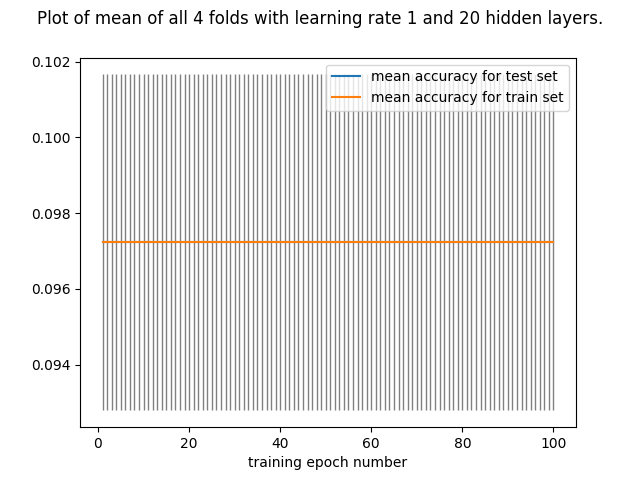 Plot of mean of all 4 folds with learning rate 1 and 20 hidden layers.
mean accuracy for test set
mean accuracy for train set
0.102
0.100
0.098
0.096
0.094
0 20 40 60 80 100
training epoch number